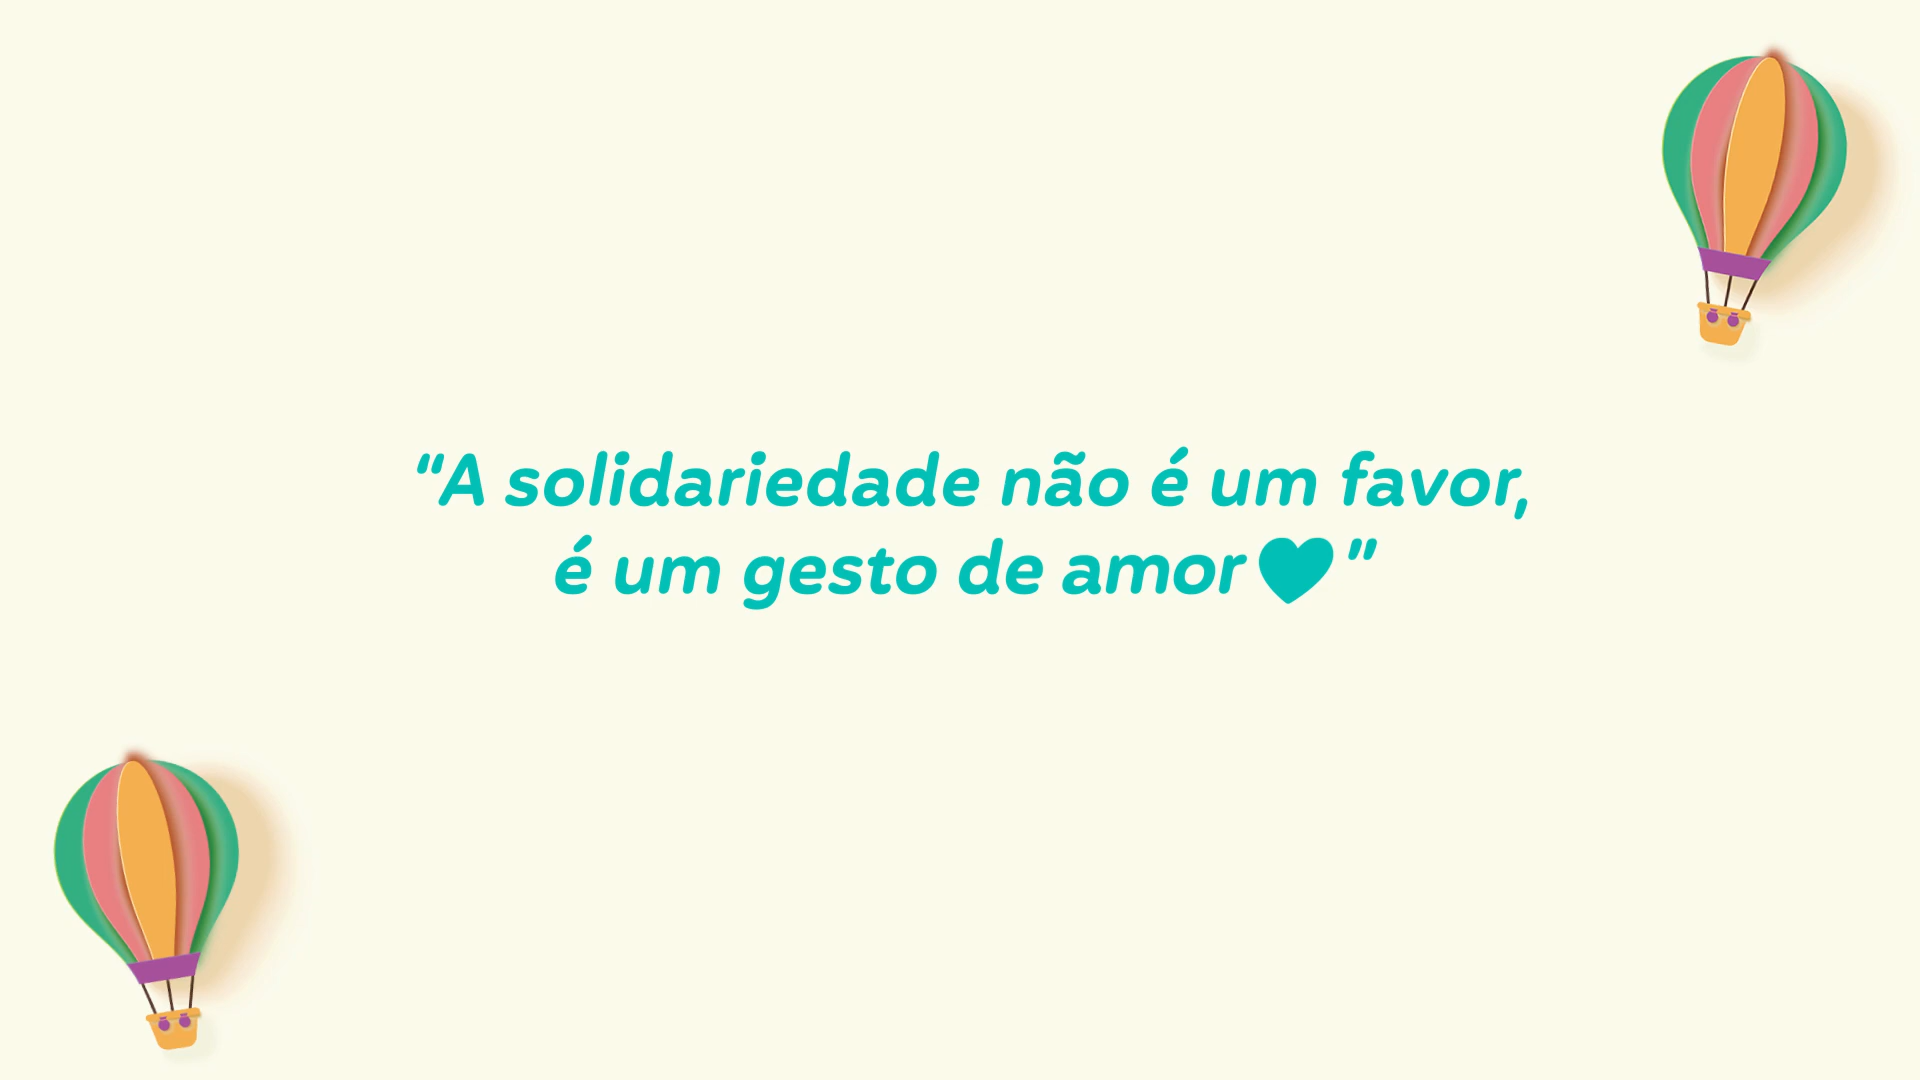 “A solidariedade não é um favor,
é um gesto de amor♥”